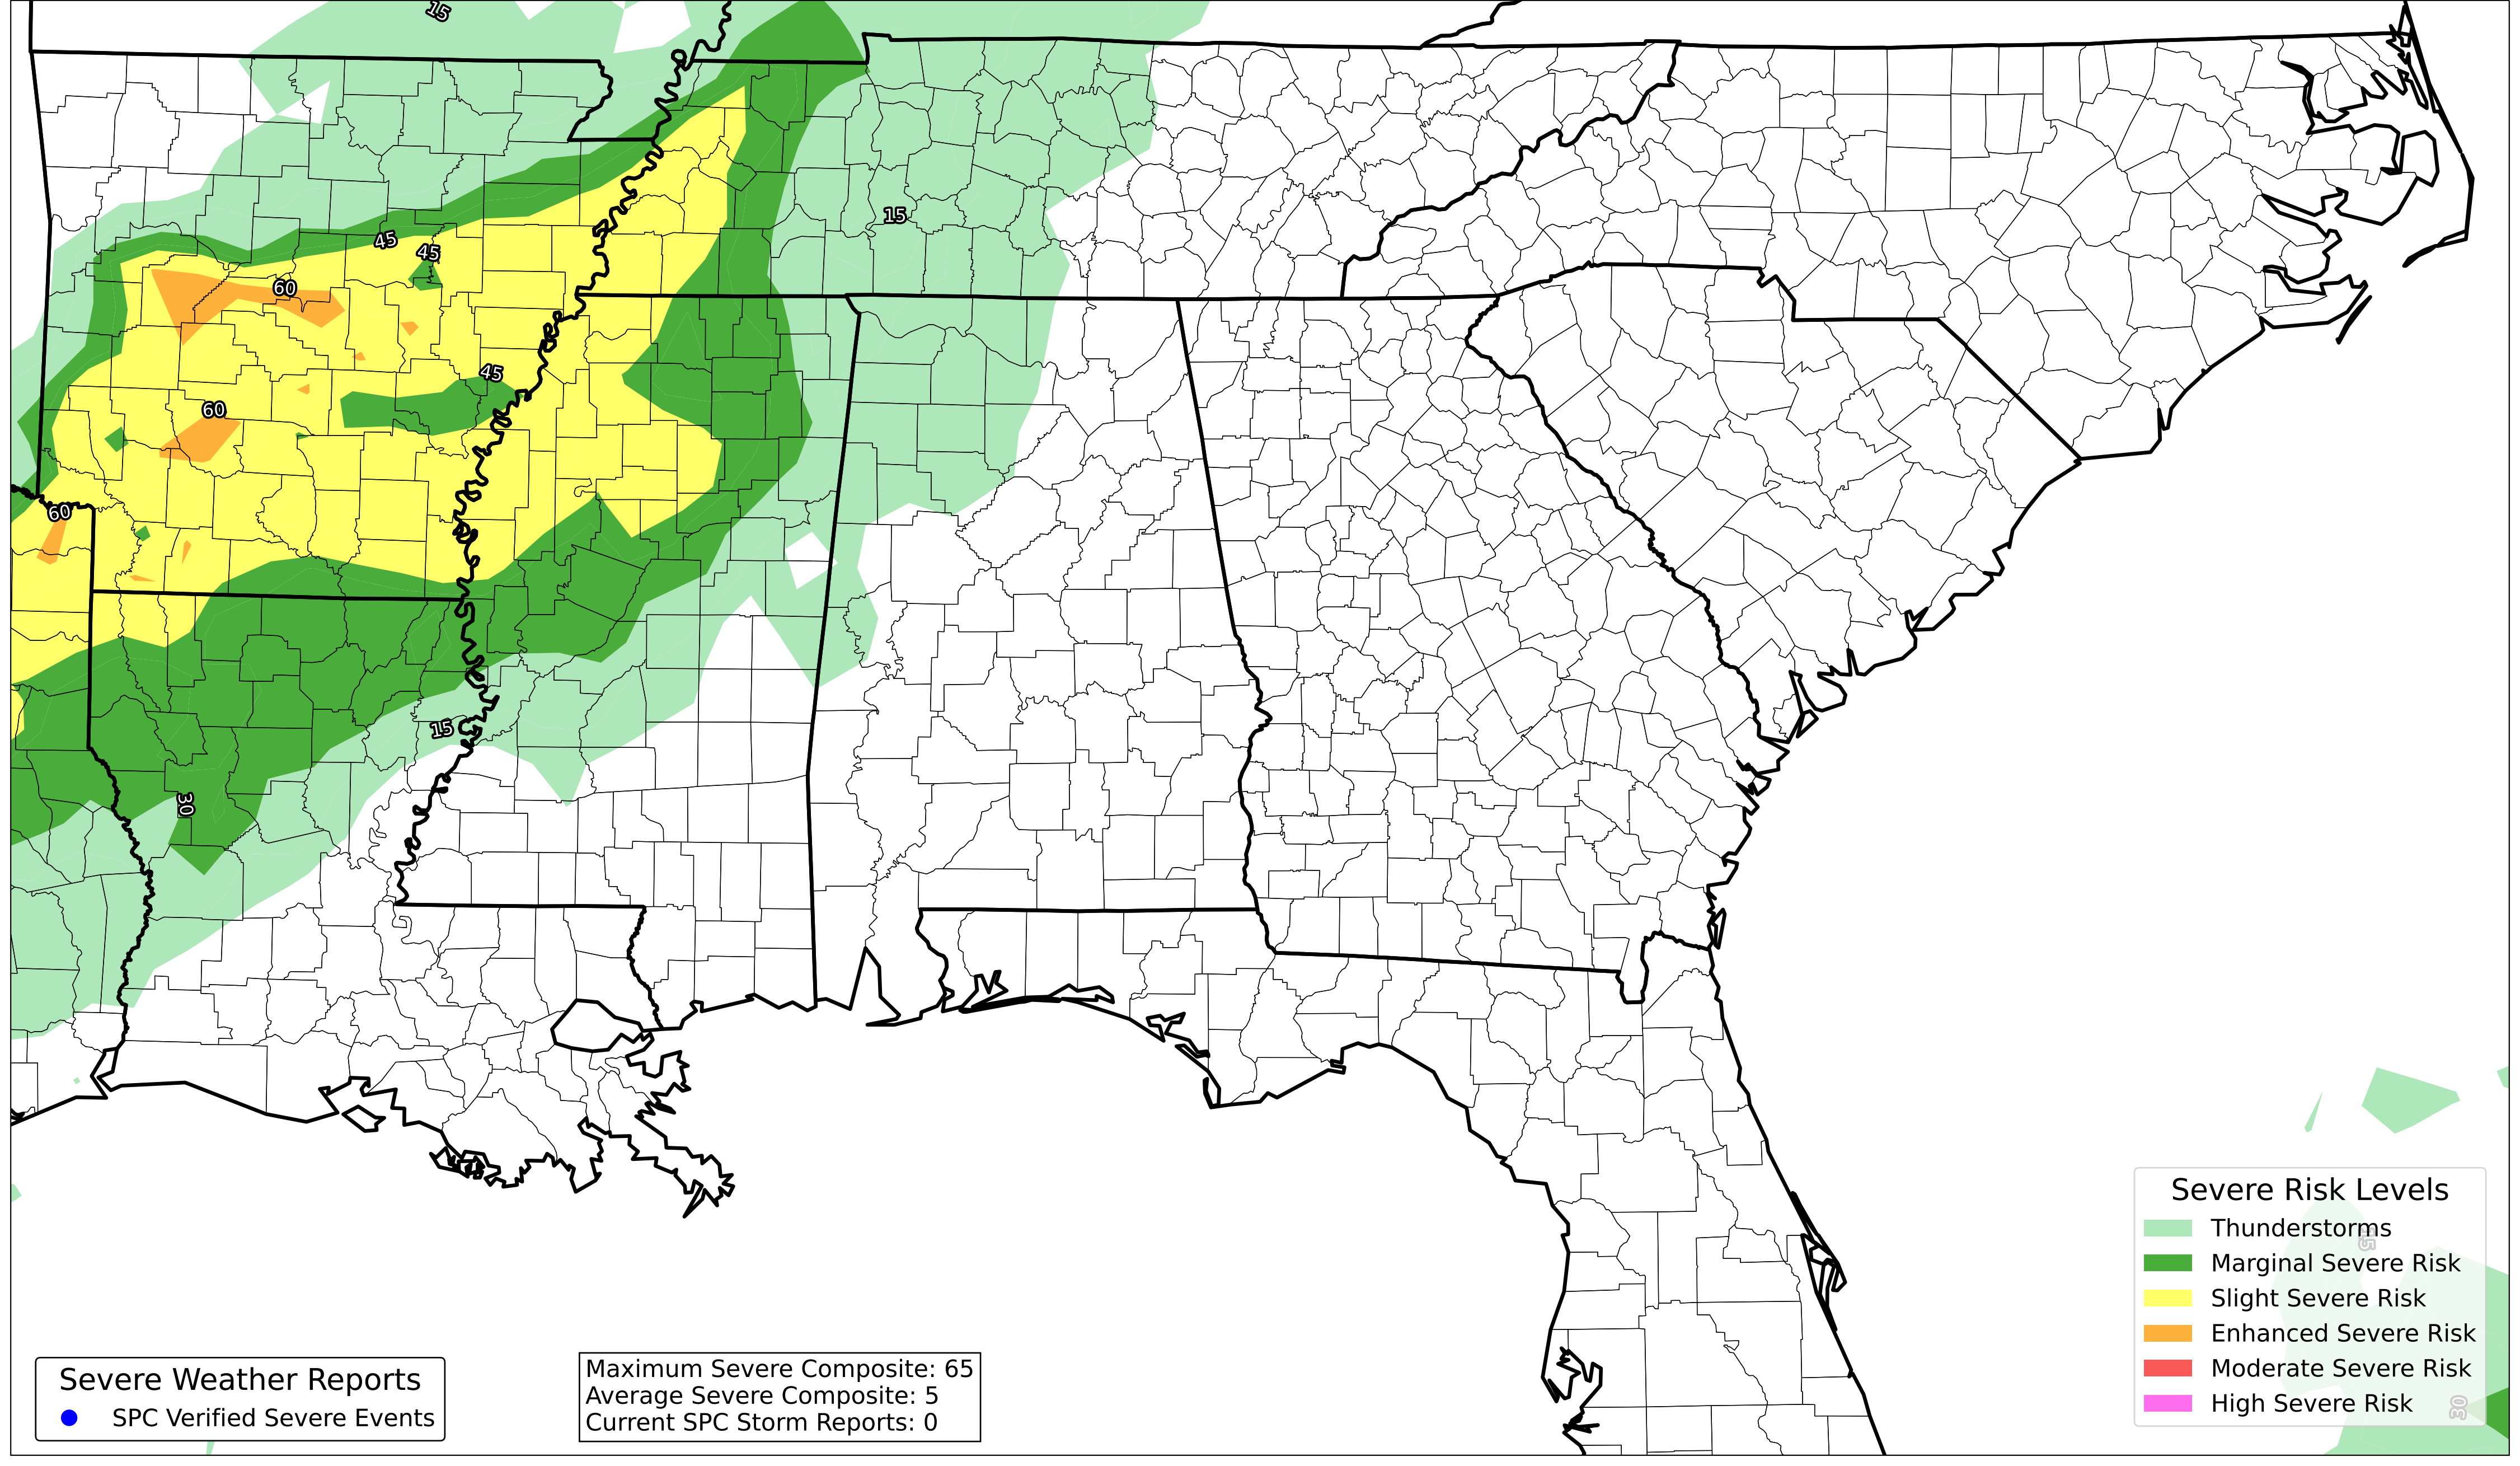 15
15
45
45
60
45
60
60
15
30
Severe Risk Levels
Thunderstorms
15
Marginal Severe Risk
Slight Severe Risk
Enhanced Severe Risk
Moderate Severe Risk
High Severe Risk
30
Severe Weather Reports
SPC Verified Severe Events
Maximum Severe Composite: 65
Average Severe Composite: 5
Current SPC Storm Reports: 0